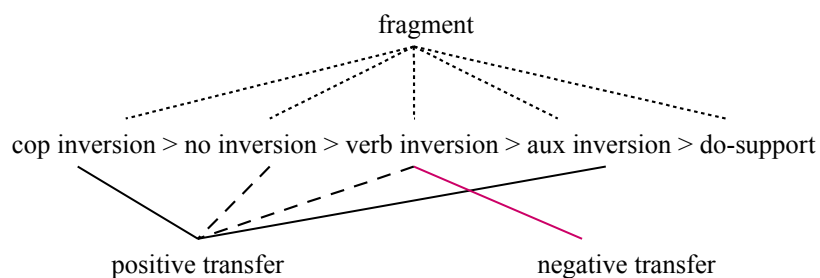 fragment
cop inversion > no inversion > verb inversion > aux inversion > do-support
positive transfer negative transfer